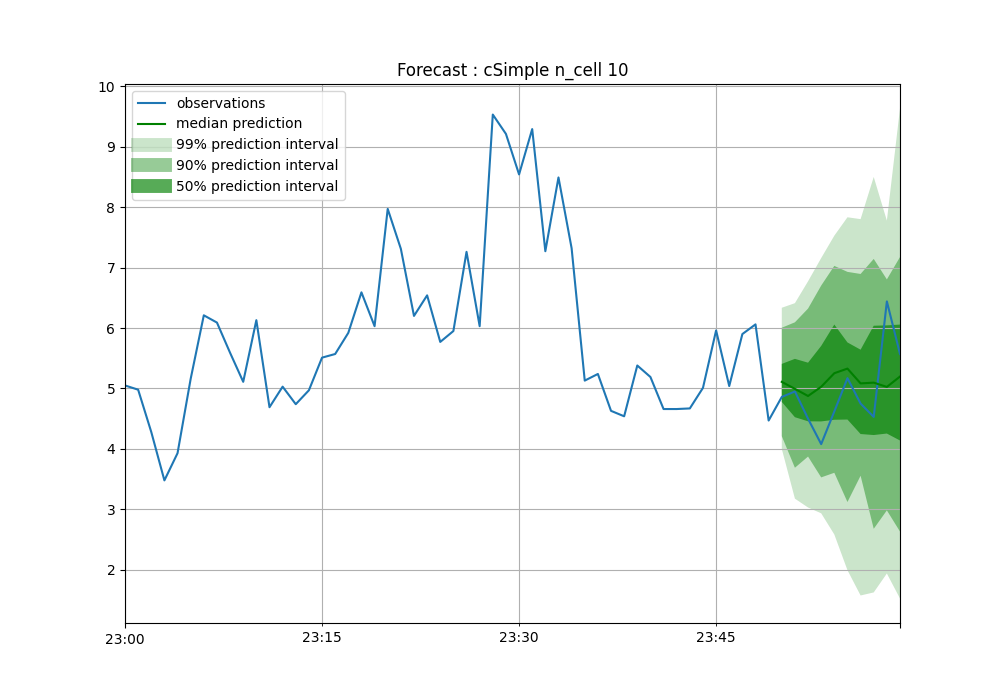 Forecast : cSimple n_cell 10
observations
median prediction
99% prediction interval
90% prediction interval
50% prediction interval
10
9
8
7
6
5
4
3
2
23:00 23:15 23:30 23:45